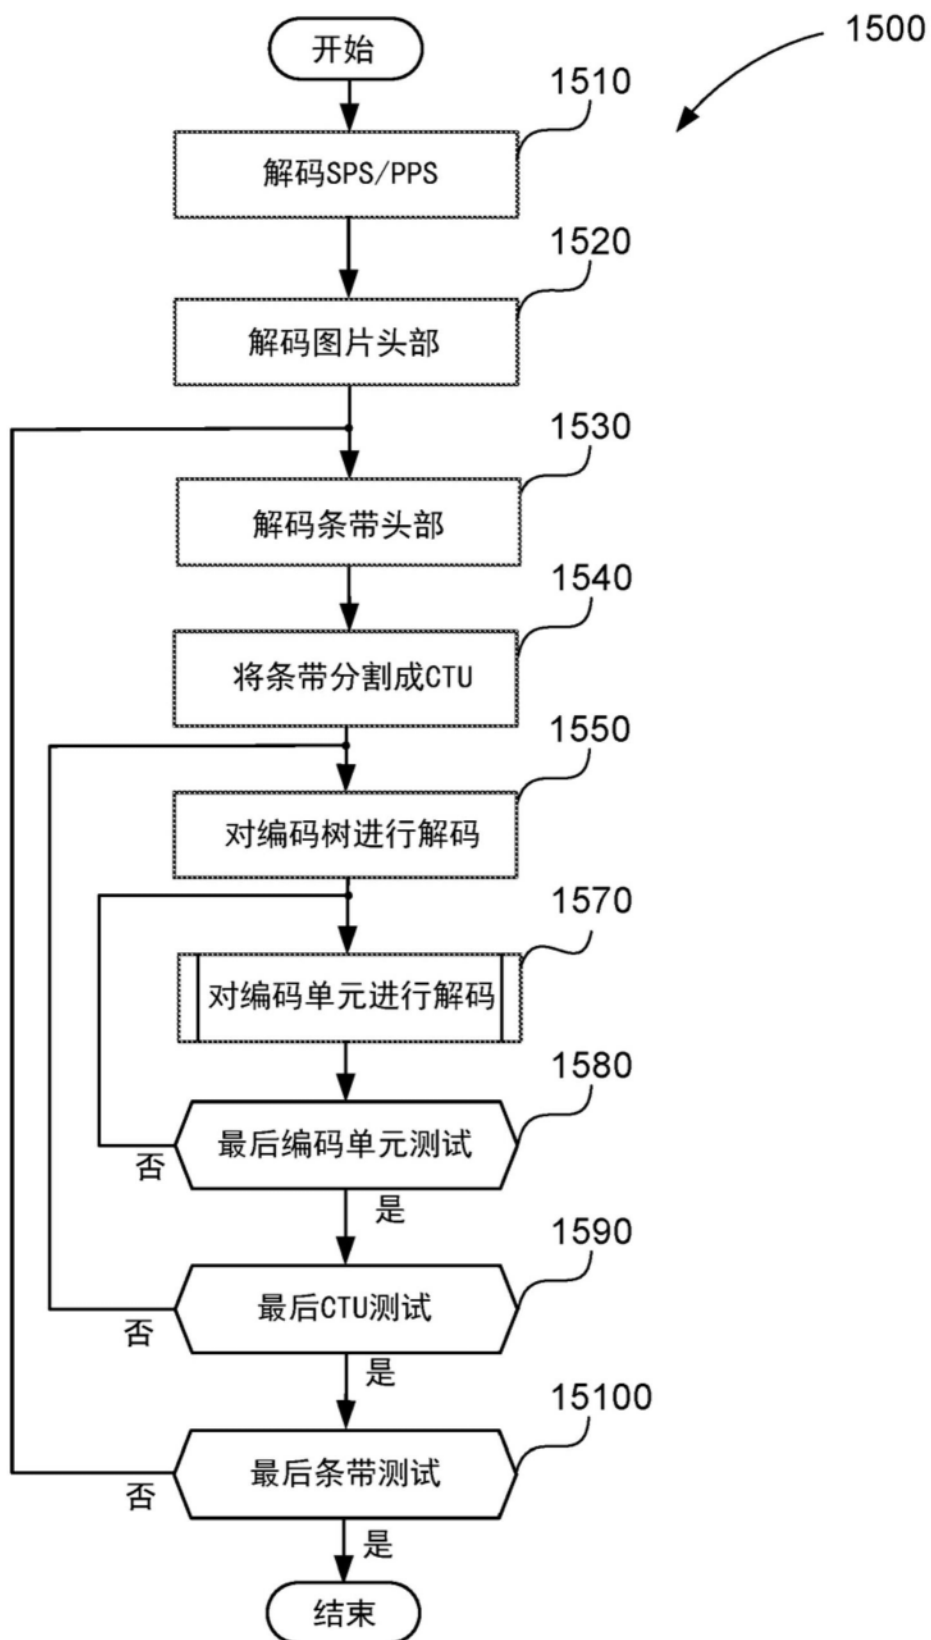 1500
开始
1510
解码SPS/PPS
1520
解码图片头部
1530
解码条带头部
1540
将条带分割成CTU
1550
对编码树进行解码
1570
对编码单元进行解码
1580
最后编码单元测试
否
是
1590
最后CTU测试
否
是
15100
最后条带测试
否
是
结束